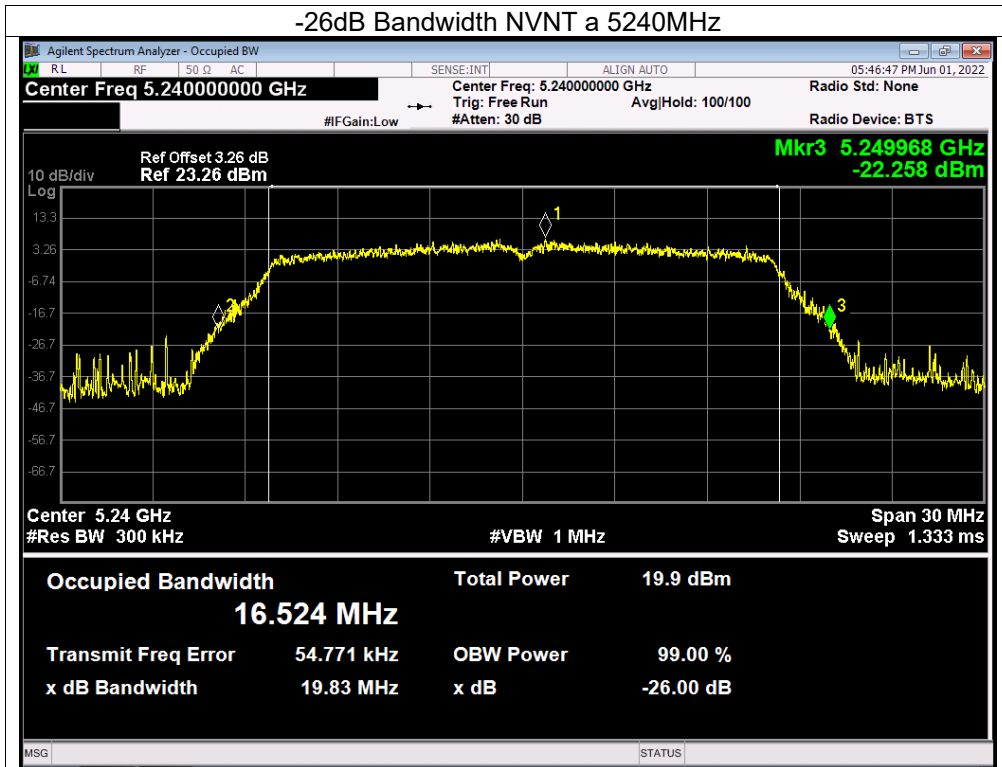 -26dB Bandwidth NVNT a 5240MHz
Agilent Spectrum Analyzer - Occupied BW
LXI RL RF 50 Ω AC SENSE:INT ALIGN AUTO 05:46:47 PM Jun 01, 2022
Center Freq 5.240000000 GHz Center Freq: 5.240000000 GHz Radio Std: None
Trig: Free Run Avg|Hold: 100/100
#IFGain:Low #Atten: 30 dB Radio Device: BTS
Ref Offset 3.26 dB Mkr3 5.249968 GHz
10 dB/div Ref 23.26 dBm -22.258 dBm
Log
13.3
1
3.26
-6.74
2
3
-16.7
-26.7
-36.7
-46.7
-56.7
-66.7
Center 5.24 GHz Span 30 MHz
#Res BW 300 kHz #VBW 1 MHz Sweep 1.333 ms
Occupied Bandwidth Total Power 19.9 dBm
16.524 MHz
Transmit Freq Error 54.771 kHz OBW Power 99.00 %
x dB Bandwidth 19.83 MHz x dB -26.00 dB
MSG STATUS